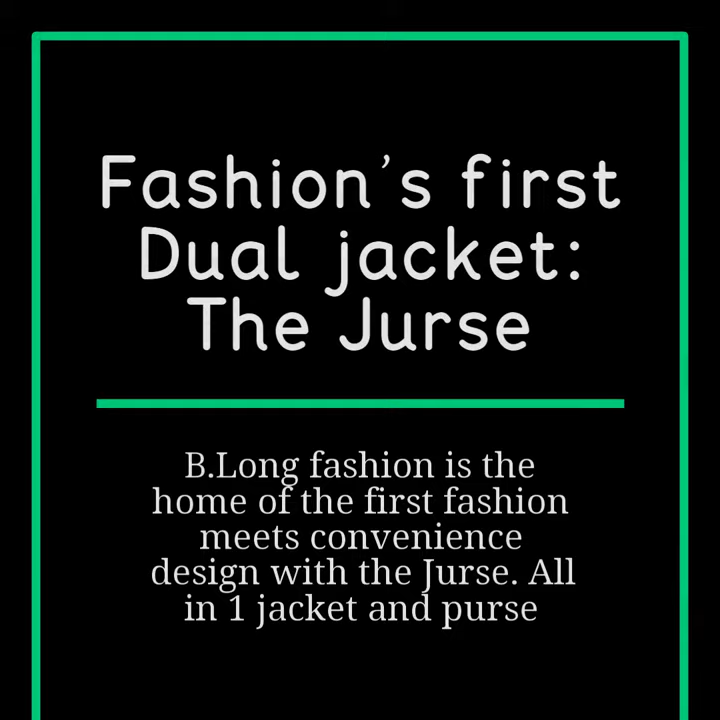 Fashion's first
Dual jacket:
The Jurse
B.Long fashion is the
home of the first fashion
meets convenience
design with the Jurse. All
in 1 jacket and purse